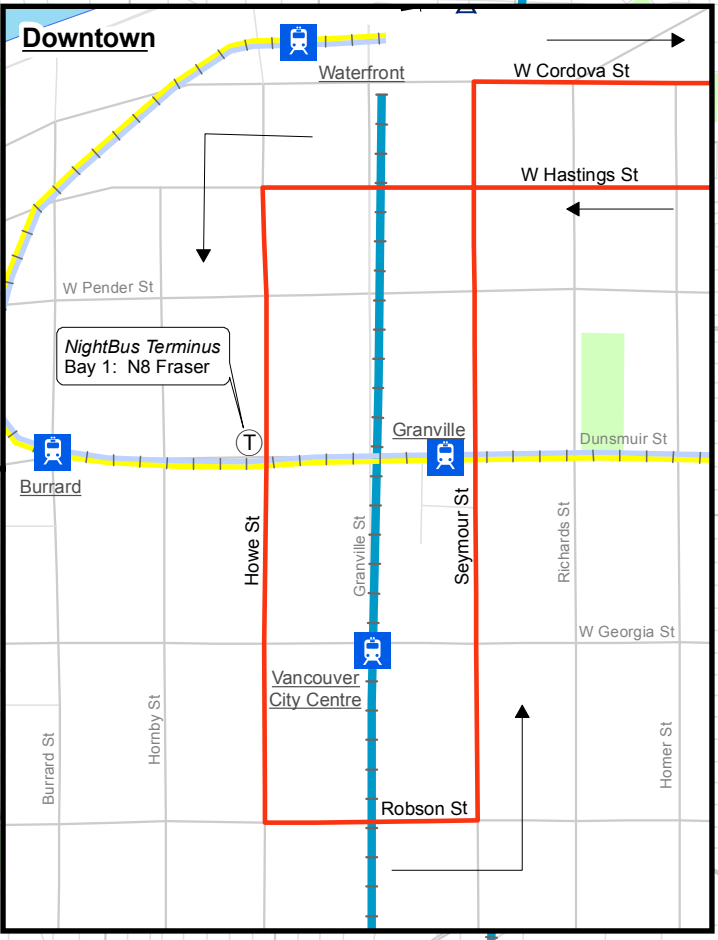 Downtown
Waterfront
W Cordova St
W Hastings St
W Pender St
NightBus Terminus
Bay 1: N8 Fraser
T
Granville
Dunsmuir St
Burrard
Howe St
Granville St
Seymour St
Richards St
W Georgia St
Vancouver
City Centre
Burrard St
Hornby St
Homer St
Robson St